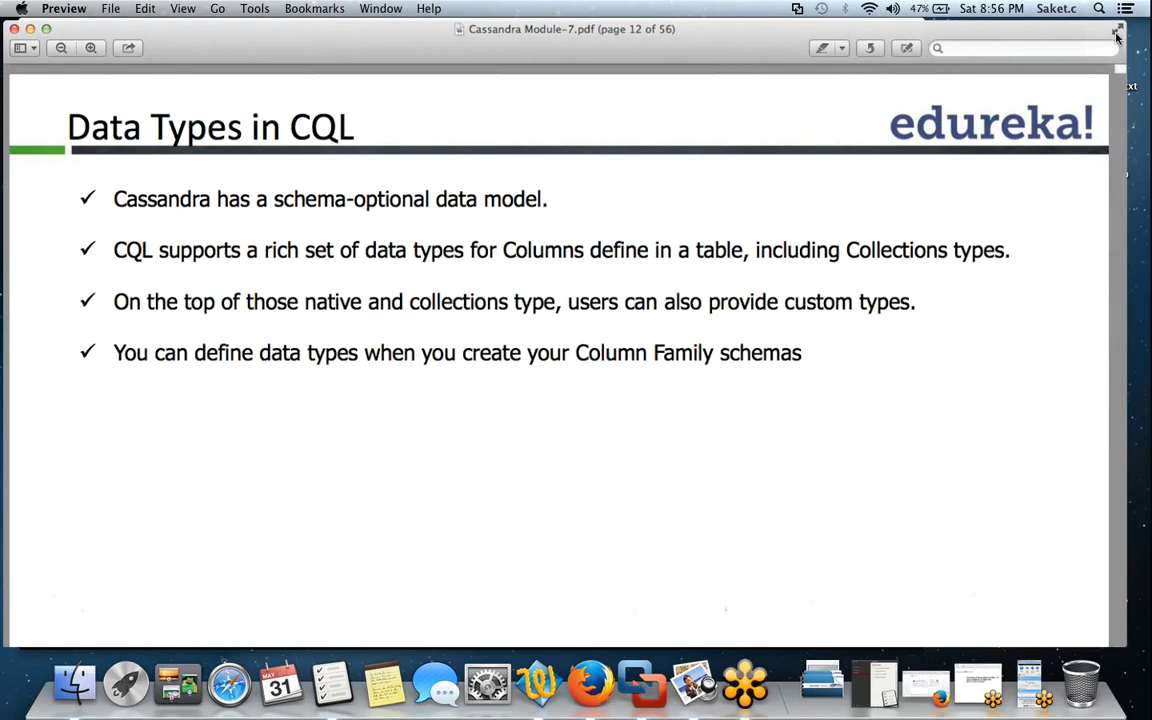 Preview File Edit View Go Tools Bookmarks Window Help 47% Sat 8:56 PM Saket.c
Cassandra Module-7.pdf (page 12 of 56)
Data Types in CQL
edureka!
✓ Cassandra has a schema-optional data model.
✓ CQL supports a rich set of data types for Columns define in a table, including Collections types.
✓ On the top of those native and collections type, users can also provide custom types.
✓ You can define data types when you create your Column Family schemas
txt
31